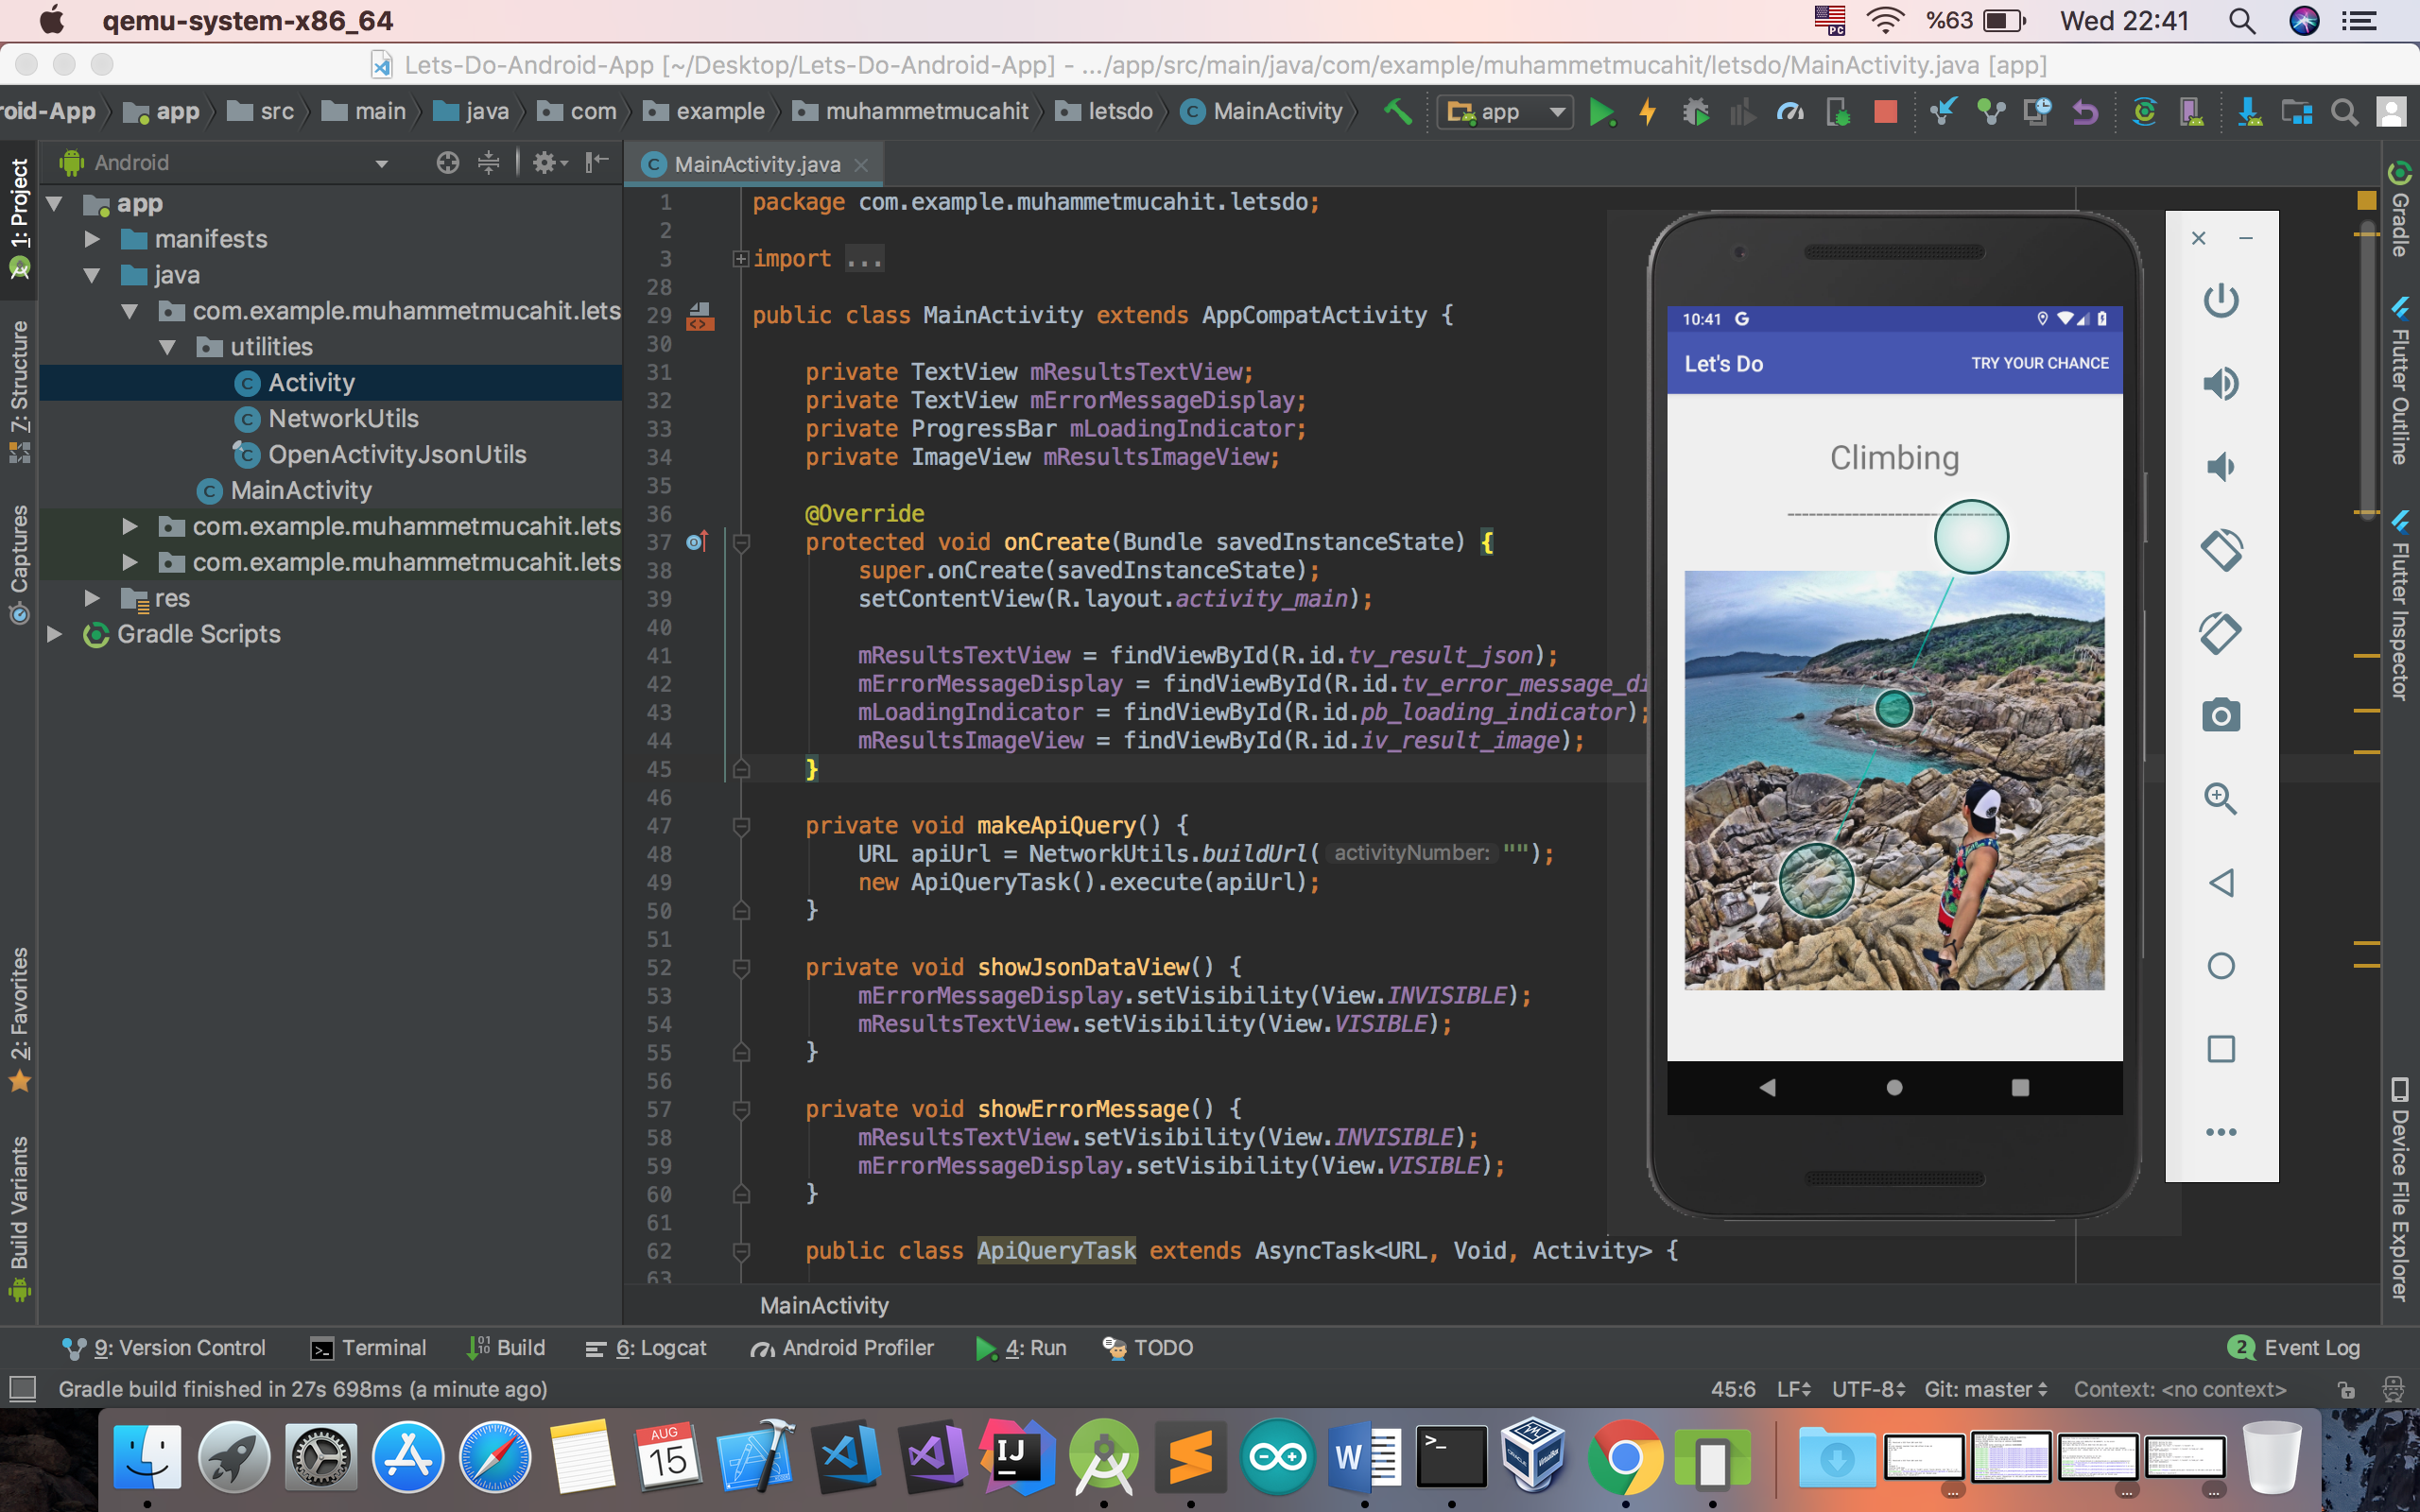 qemu-system-x86_64
PC
%63
Wed 22:41
Lets-Do-Android-App [~/Desktop/Lets-Do-Android-App] - .../app/src/main/java/com/example/muhammetmucahit/letsdo/MainActivity.java [app]
roid-App
app
src
main
java
com
example
muhammetmucahit
letsdo
MainActivity
app
Android
MainActivity.java
1: Project
7: Structure
Captures
2: Favorites
Build Variants
app
manifests
java
com.example.muhammetmucahit.lets
utilities
Activity
NetworkUtils
OpenActivityJsonUtils
MainActivity
com.example.muhammetmucahit.lets
com.example.muhammetmucahit.lets
res
Gradle Scripts
1 package com.example.muhammetmucahit.letsdo;
2
3 import ...
28
29 public class MainActivity extends AppCompatActivity {
30
31 private TextView mResultsTextView;
32 private TextView mErrorMessageDisplay;
33 private ProgressBar mLoadingIndicator;
34 private ImageView mResultsImageView;
35
36 @Override
37 protected void onCreate(Bundle savedInstanceState) {
38 super.onCreate(savedInstanceState);
39 setContentView(R.layout.activity_main);
40
41 mResultsTextView = findViewById(R.id.tv_result_json);
42 mErrorMessageDisplay = findViewById(R.id.tv_error_message_di
43 mLoadingIndicator = findViewById(R.id.pb_loading_indicator);
44 mResultsImageView = findViewById(R.id.iv_result_image);
45 }
46
47 private void makeApiQuery() {
48 URL apiUrl = NetworkUtils.buildUrl( activityNumber: "");
49 new ApiQueryTask().execute(apiUrl);
50 }
51
52 private void showJsonDataView() {
53 mErrorMessageDisplay.setVisibility(View.INVISIBLE);
54 mResultsTextView.setVisibility(View.VISIBLE);
55 }
56
57 private void showErrorMessage() {
58 mResultsTextView.setVisibility(View.INVISIBLE);
59 mErrorMessageDisplay.setVisibility(View.VISIBLE);
60 }
61
62 public class ApiQueryTask extends AsyncTask<URL, Void, Activity> {
63
MainActivity
10:41 G
Let's Do
TRY YOUR CHANCE
Climbing
Gradle
Flutter Outline
Flutter Inspector
Device File Explorer
9: Version Control
Terminal
Build
6: Logcat
Android Profiler
4: Run
TODO
2 Event Log
Gradle build finished in 27s 698ms (a minute ago)
45:6
LF
UTF-8
Git: master
Context: <no context>
AUG
15
IJ
W
>_